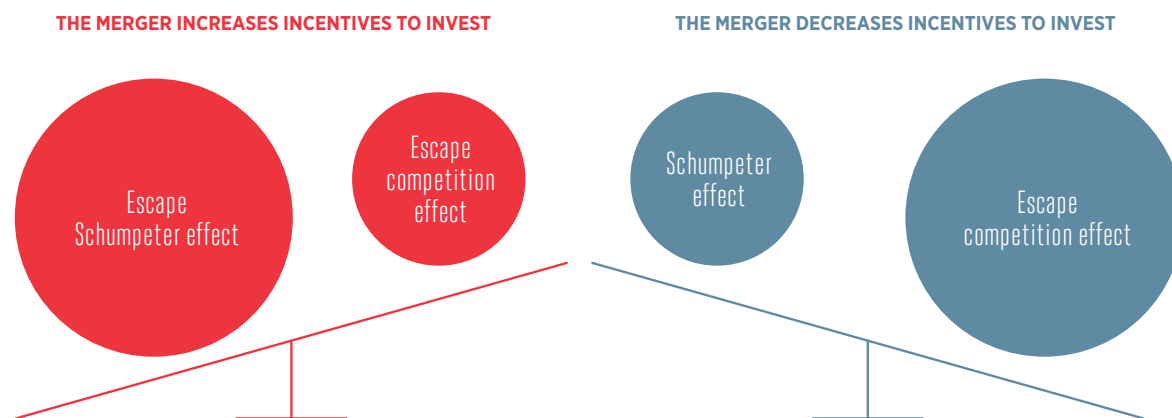 THE MERGER INCREASES INCENTIVES TO INVEST
Escape
Schumpeter effect
Escape
competition
effect
THE MERGER DECREASES INCENTIVES TO INVEST
Schumpeter
effect
Escape
competition effect